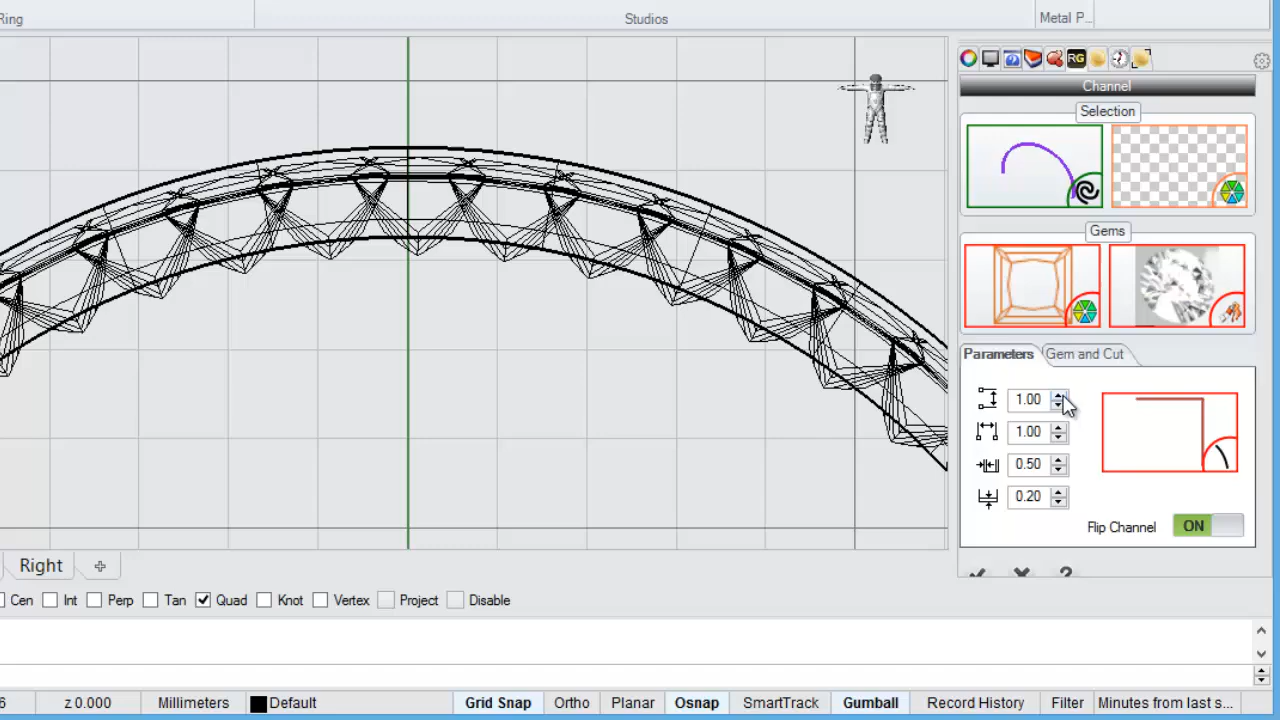 Ring
Studios
Metal P...
RG
Channel
Selection
Gems
Parameters
Gem and Cut
1.00
1.00
0.50
0.20
Flip Channel
ON
Right
Cen
Int
Perp
Tan
Quad
Knot
Vertex
Project
Disable
6
z 0.000
Millimeters
Default
Grid Snap
Ortho
Planar
Osnap
SmartTrack
Gumball
Record History
Filter
Minutes from last s...